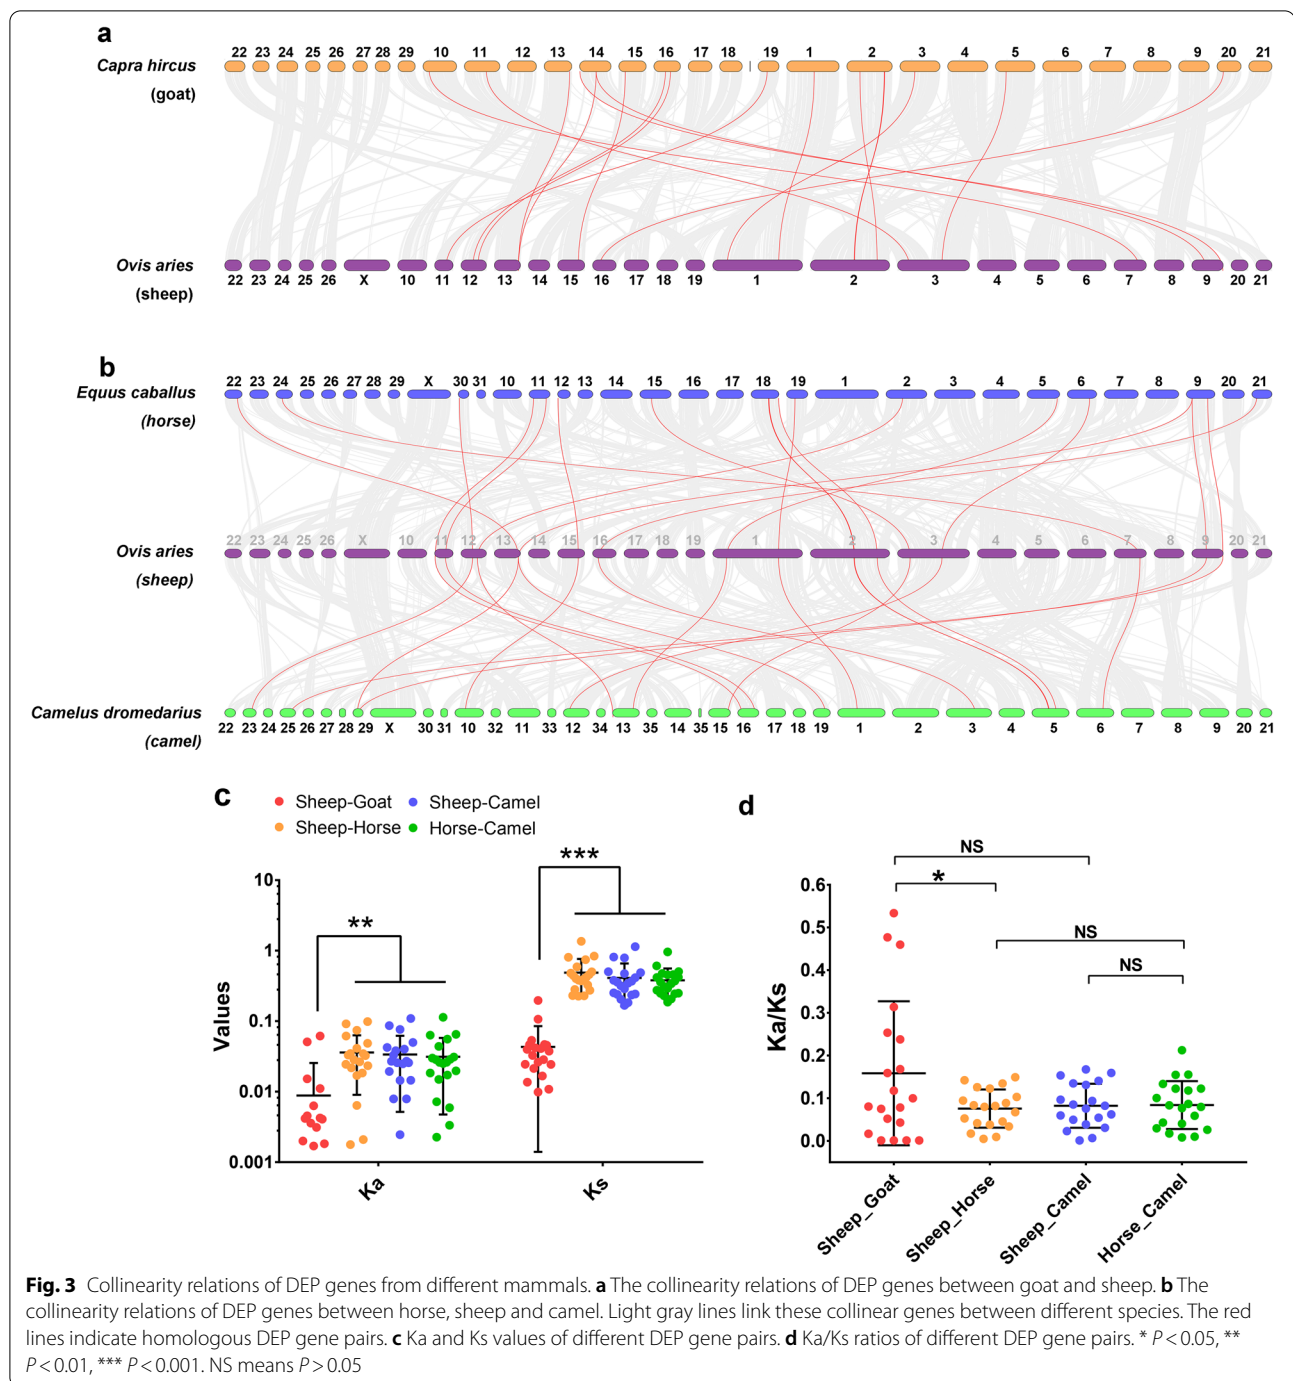 a
22 23 24 25 26 27 28 29 10 11 12 13 14 15 16 17 18 19 1 2 3 4 5 6 7 8 9 20 21
Capra hircus
(goat)
Ovis aries
(sheep)
22 23 24 25 26 X 10 11 12 13 14 15 16 17 18 19 1 2 3 4 5 6 7 8 9 20 21
b
22 23 24 25 26 27 28 29 X 30 31 10 11 12 13 14 15 16 17 18 19 1 2 3 4 5 6 7 8 9 20 21
Equus caballus
(horse)
22 23 24 25 26 X 10 11 12 13 14 15 16 17 18 19 1 2 3 4 5 6 7 8 9 20 21
Ovis aries
(sheep)
Camelus dromedarius
(camel)
22 23 24 25 26 27 28 29 X 30 31 10 32 11 33 12 34 13 35 14 35 15 16 17 18 19 1 2 3 4 5 6 7 8 9 20 21
c
Sheep-Goat Sheep-Camel
Sheep-Horse Horse-Camel
Values
10
1
0.1
0.01
0.001
**
***
Ka Ks
d
Ka/Ks
0.6
0.5
0.4
0.3
0.2
0.1
0.0
NS
*
NS
NS
Sheep_Goat Sheep_Horse Sheep_Camel Horse_Camel
Fig. 3 Collinearity relations of DEP genes from different mammals. a The collinearity relations of DEP genes between goat and sheep. b The
collinearity relations of DEP genes between horse, sheep and camel. Light gray lines link these collinear genes between different species. The red
lines indicate homologous DEP gene pairs. c Ka and Ks values of different DEP gene pairs. d Ka/Ks ratios of different DEP gene pairs. * P < 0.05, **
P < 0.01, *** P < 0.001. NS means P > 0.05